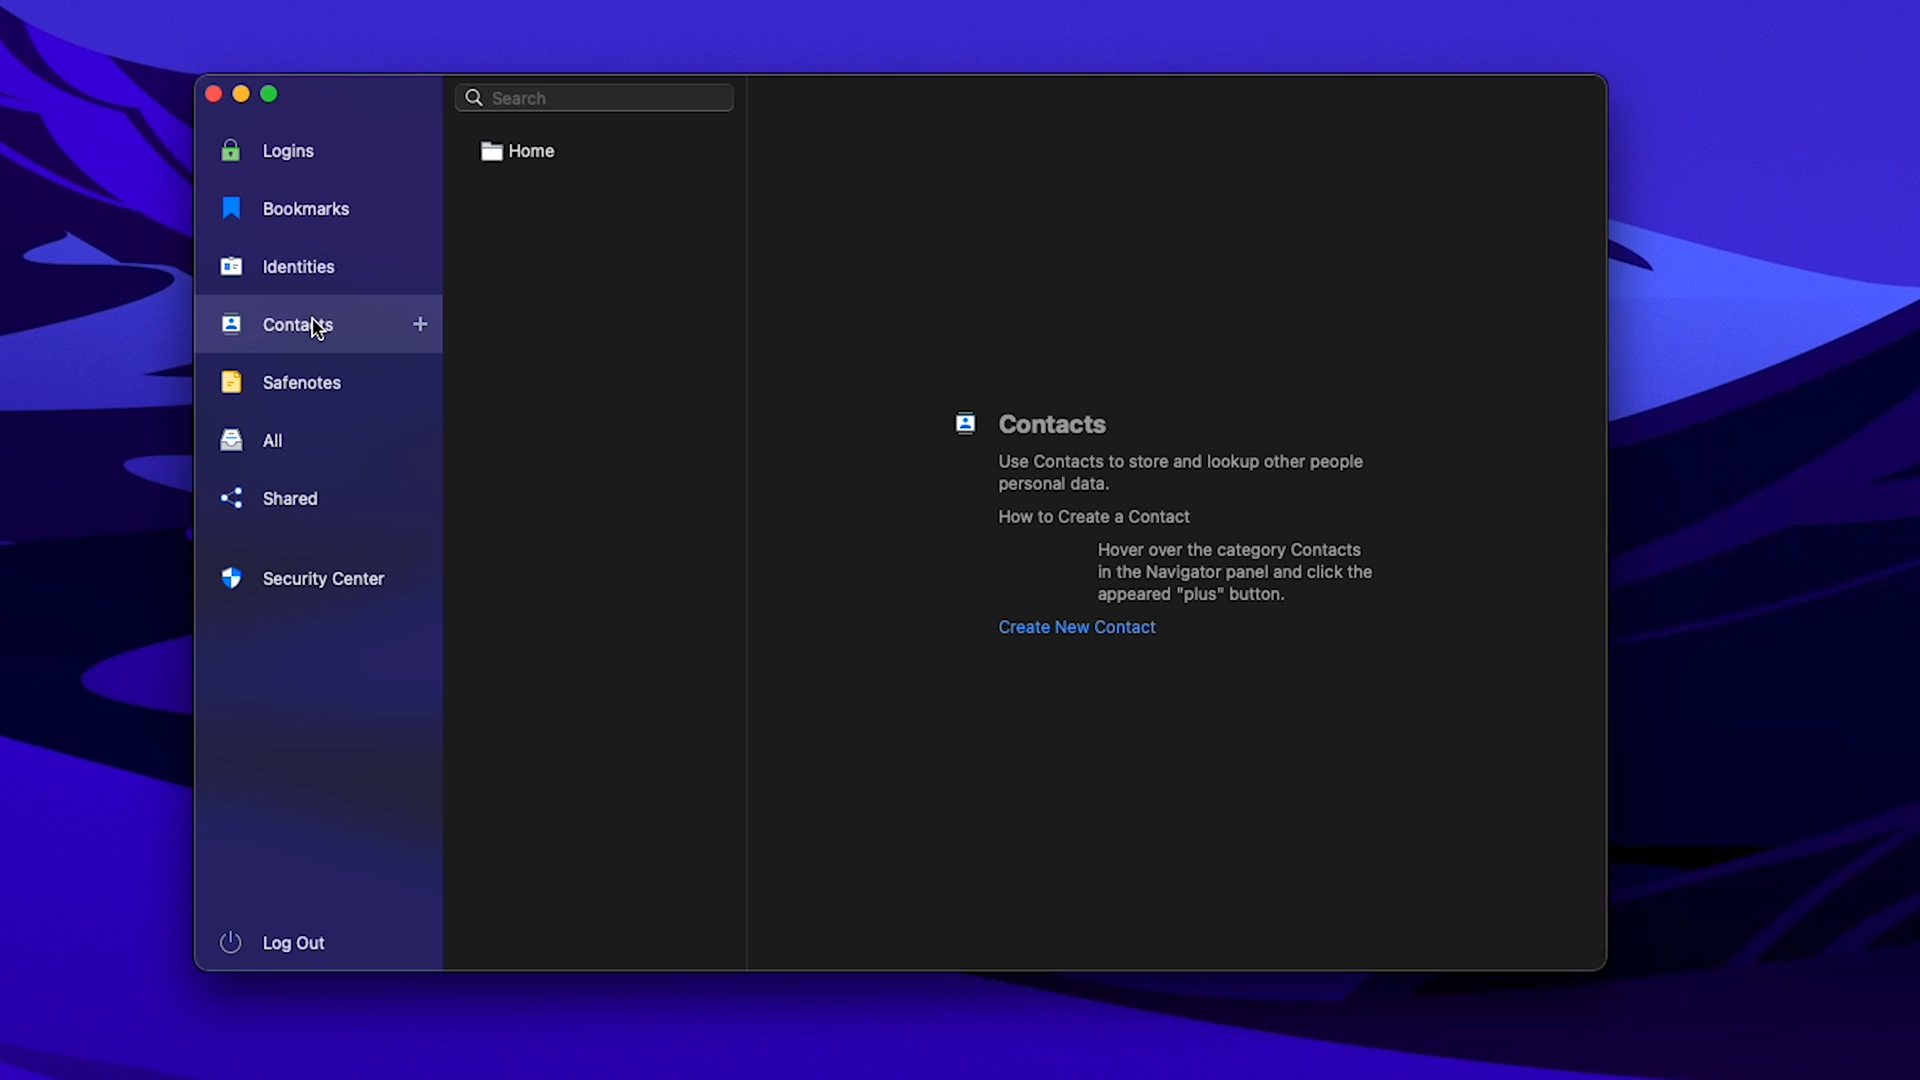 Search
Logins
Home
Bookmarks
Identities
Contacts
Safenotes
All
Shared
Security Center
Log Out
Contacts
Use Contacts to store and lookup other people
personal data.
How to Create a Contact
Hover over the category Contacts
in the Navigator panel and click the
appeared "plus" button.
Create New Contact